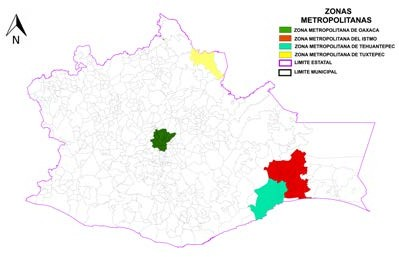 ZONAS
METROPOLITANAS
N
ZONA METROPOLITANA DE OAXACA
ZONA METROPOLITANA DEL ISTMO
ZONA METROPOLITANA DE TEHUANTEPEC
ZONA METROPOLITANA DE TUXTEPEC
LIMITE ESTATAL
LIMITE MUNICIPAL